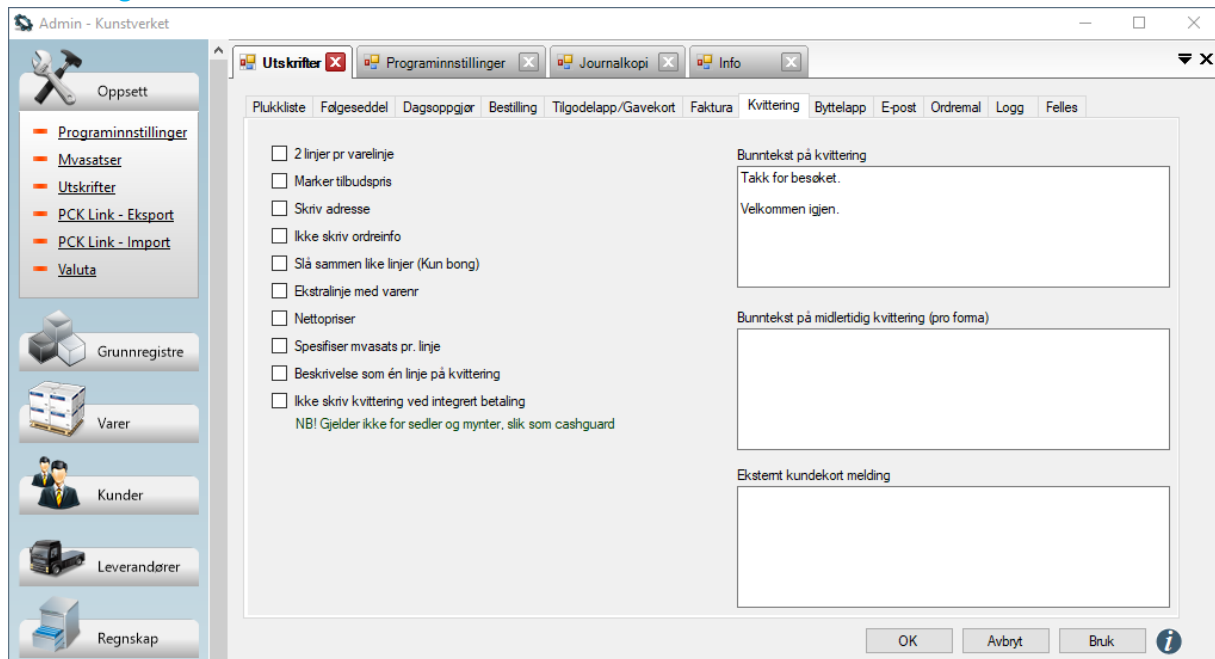 Admin - Kunstverket
Oppsett
Programinnstillinger
Mvasatser
Utskrifter
PCK Link - Eksport
PCK Link - Import
Valuta
Grunnregistre
Varer
Kunder
Leverandører
Regnskap
Utskrifter Programinnstillinger Journalkopi Info
Plukkliste Følgeseddel Dagsoppgjør Bestilling Tilgodelapp/Gavekort Faktura Kvittering Byttelapp E-post Ordremal Logg Felles
2 linjer pr varelinje
Marker tilbudspris
Skriv adresse
Ikke skriv ordreinfo
Slå sammen like linjer (Kun bong)
Ekstralinje med varenr
Nettopriser
Spesifiser mvasats pr. linje
Beskrivelse som én linje på kvittering
Ikke skriv kvittering ved integrert betaling
NB! Gjelder ikke for sedler og mynter, slik som cashguard
Bunntekst på kvittering
Takk for besøket.
Velkommen igjen.
Bunntekst på midlertidig kvittering (pro forma)
Eksternt kundekort melding
OK Avbryt Bruk